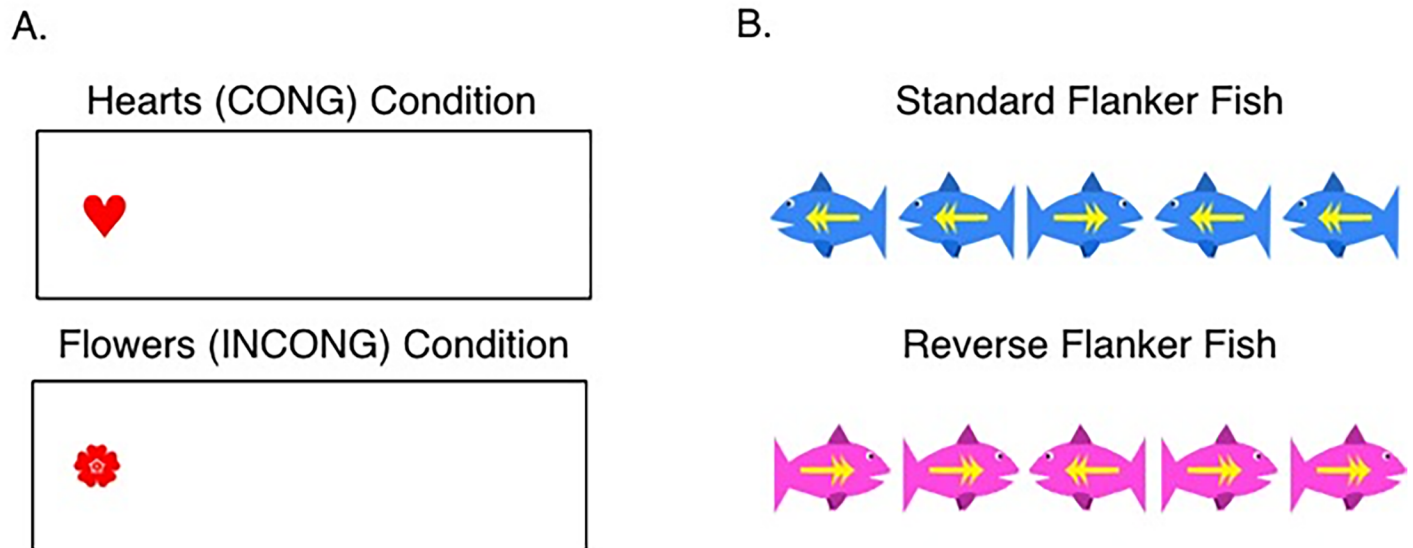 A.
Hearts (CONG) Condition
Flowers (INCONG) Condition
B.
Standard Flanker Fish
Reverse Flanker Fish